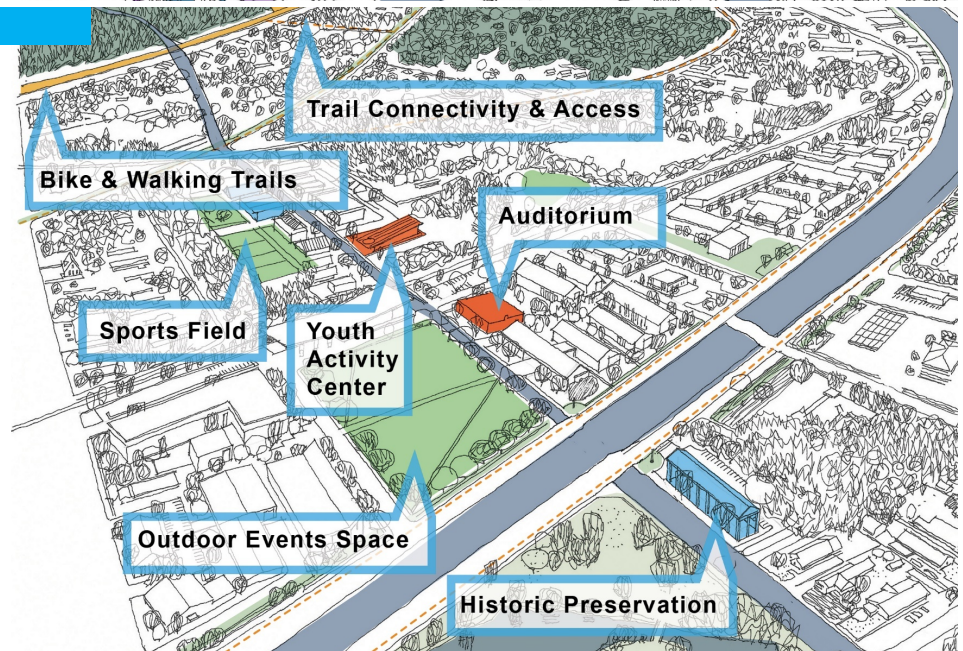 Trail Connectivity & Access
Bike & Walking Trails
Auditorium
Sports Field
Youth
Activity
Center
Outdoor Events Space
Historic Preservation